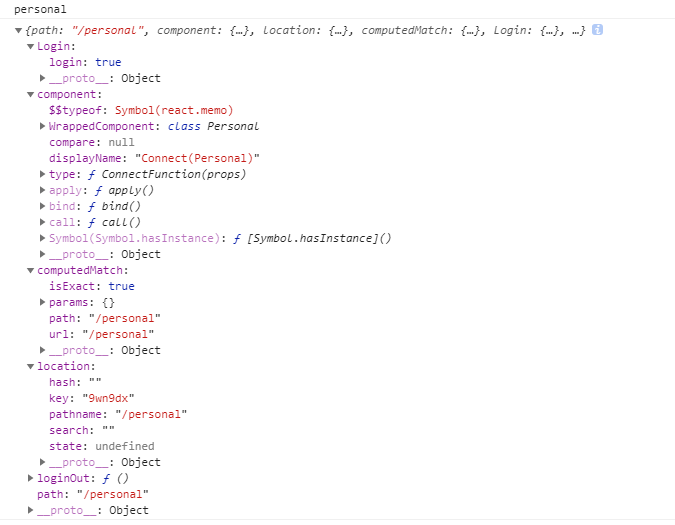 personal
{path: "/personal", component: {…}, location: {…}, computedMatch: {…}, Login: {…}, …} i
Login:
login: true
__proto__: Object
component:
$$typeof: Symbol(react.memo)
WrappedComponent: class Personal
compare: null
displayName: "Connect(Personal)"
type: ƒ ConnectFunction(props)
apply: ƒ apply()
bind: ƒ bind()
call: ƒ call()
Symbol(Symbol.hasInstance): ƒ [Symbol.hasInstance]()
__proto__: Object
computedMatch:
isExact: true
params: {}
path: "/personal"
url: "/personal"
__proto__: Object
location:
hash: ""
key: "9wn9dx"
pathname: "/personal"
search: ""
state: undefined
__proto__: Object
loginOut: ƒ ()
path: "/personal"
__proto__: Object